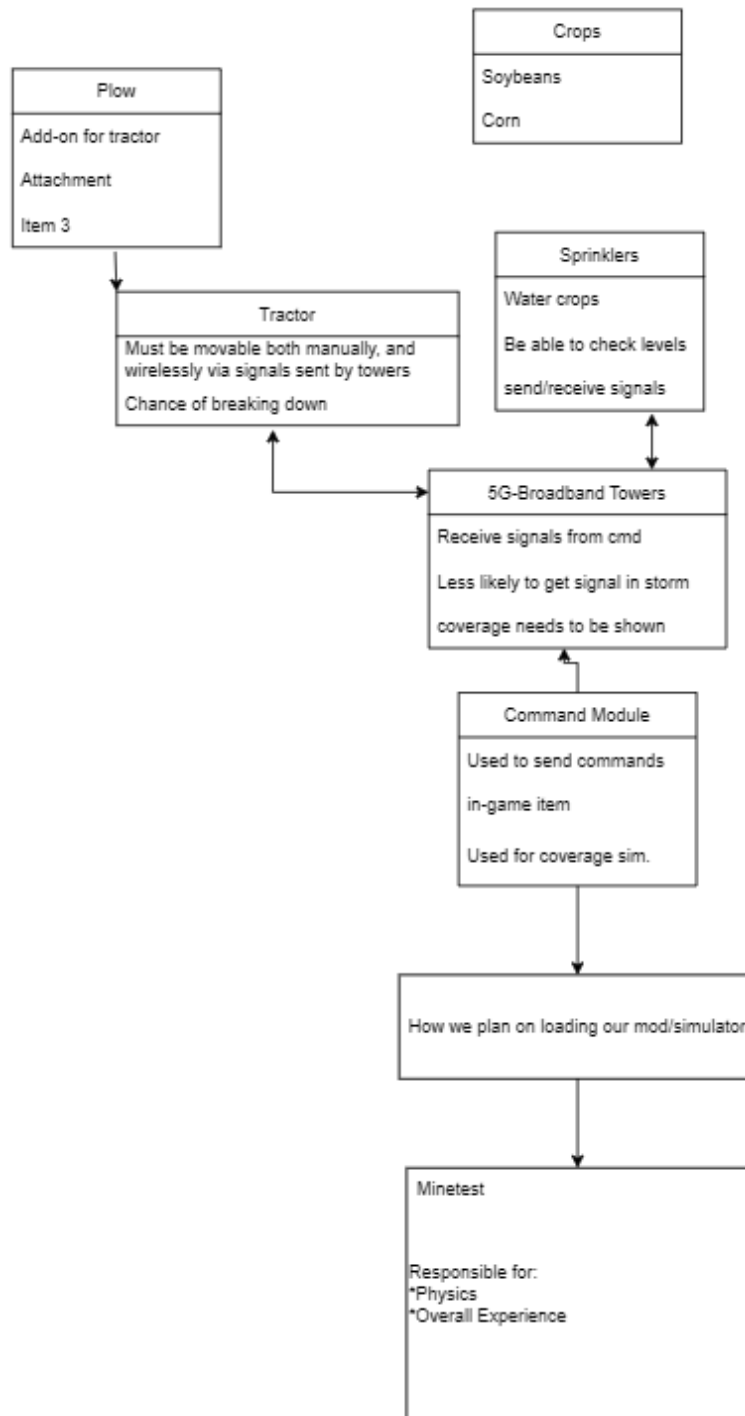 Crops
Soybeans
Corn
Plow
Add-on for tractor
Attachment
Item 3
Sprinklers
Water crops
Be able to check levels
send/receive signals
Tractor
Must be movable both manually, and
wirelessly via signals sent by towers
Chance of breaking down
5G-Broadband Towers
Receive signals from cmd
Less likely to get signal in storm
coverage needs to be shown
Command Module
Used to send commands
in-game item
Used for coverage sim.
How we plan on loading our mod/simulator
Minetest
Responsible for:
*Physics
*Overall Experience